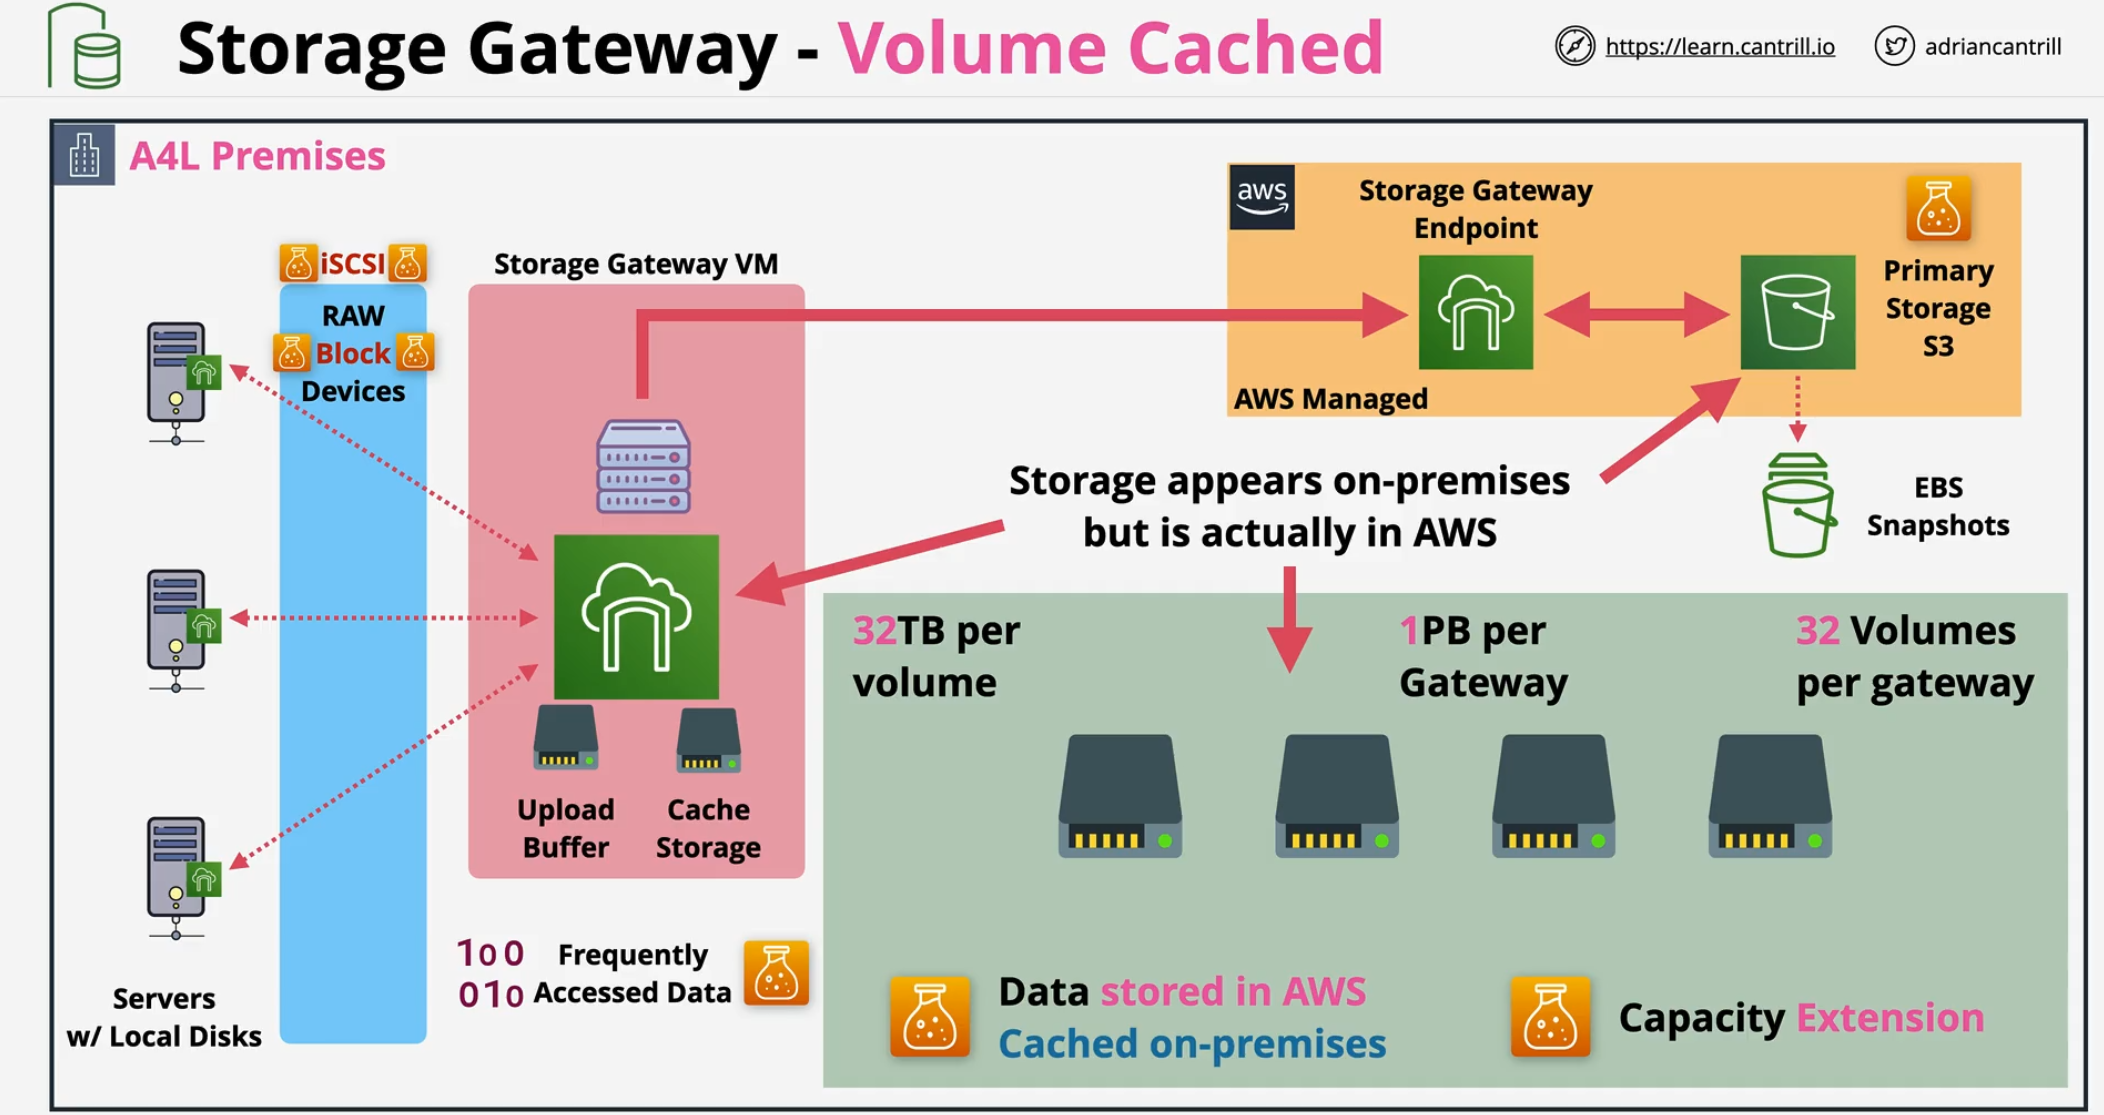 Storage Gateway - Volume Cached
https://learn.cantrill.io
adriancantrill
A4L Premises
aws
Storage Gateway
Endpoint
Primary
Storage
S3
AWS Managed
iSCSI
RAW
Block
Devices
Storage Gateway VM
Storage appears on-premises
but is actually in AWS
EBS
Snapshots
32TB per
volume
1PB per
Gateway
32 Volumes
per gateway
Upload
Buffer
Cache
Storage
100
010
Frequently
Accessed Data
Servers
w/ Local Disks
Data stored in AWS
Cached on-premises
Capacity Extension